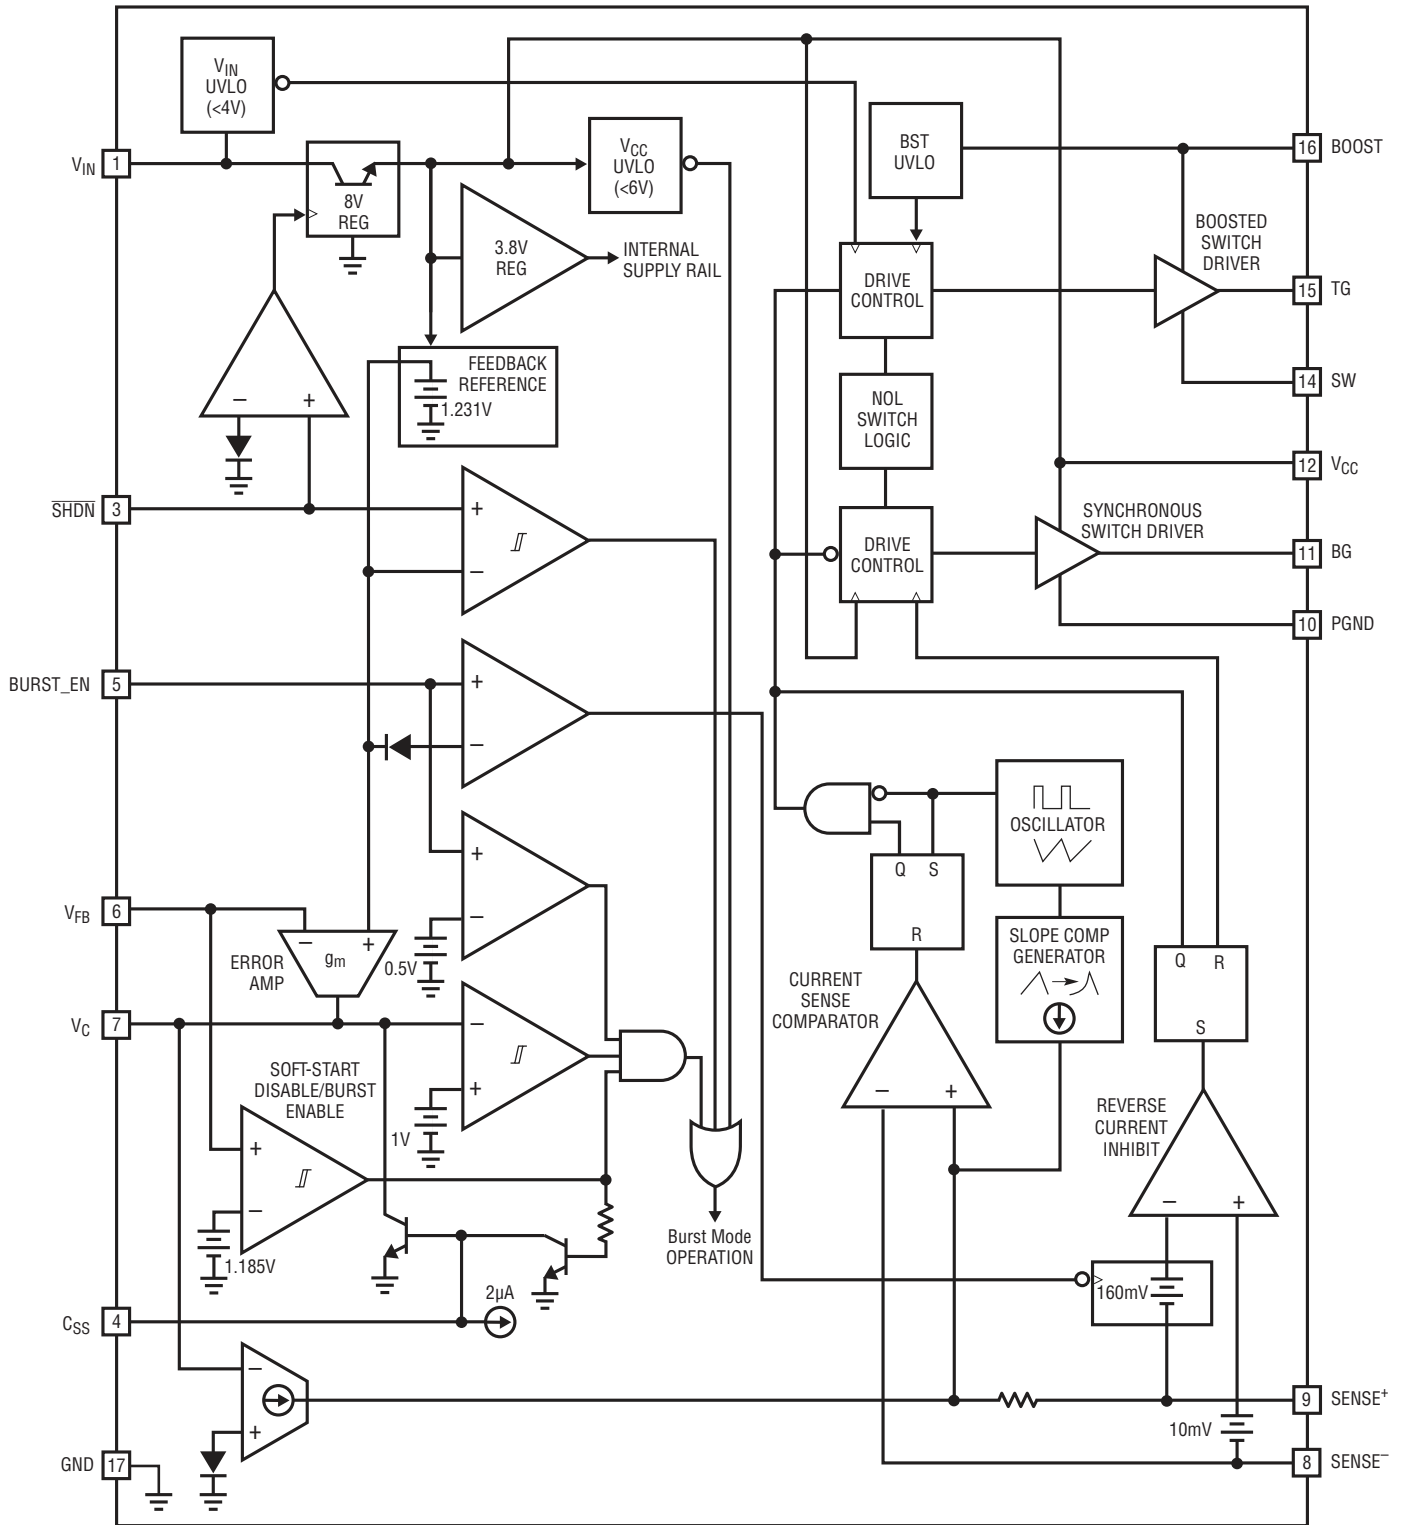 VIN
UVLO
(<4V)
VIN
1
8V
REG
VCC
UVLO
(<6V)
3.8V
REG
INTERNAL
SUPPLY RAIL
BST
UVLO
16
BOOST
BOOSTED
SWITCH
DRIVER
DRIVE
CONTROL
15
TG
14
SW
FEEDBACK
REFERENCE
1.231V
− +
NOL
SWITCH
LOGIC
12
VCC
SHDN
3
+
−
DRIVE
CONTROL
SYNCHRONOUS
SWITCH DRIVER
11
BG
10
PGND
BURST_EN
5
+
−
OSCILLATOR
+
−
0.5V
Q S
R
VFB
6
− +
gm
ERROR
AMP
SLOPE COMP
GENERATOR
Q R
S
CURRENT
SENSE
COMPARATOR
− +
VC
7
−
+
1V
SOFT-START
DISABLE/BURST
ENABLE
+
−
1.185V
REVERSE
CURRENT
INHIBIT
− +
Burst Mode
OPERATION
160mV
2µA
CSS
4
−
+
9
SENSE+
10mV
8
SENSE−
GND
17